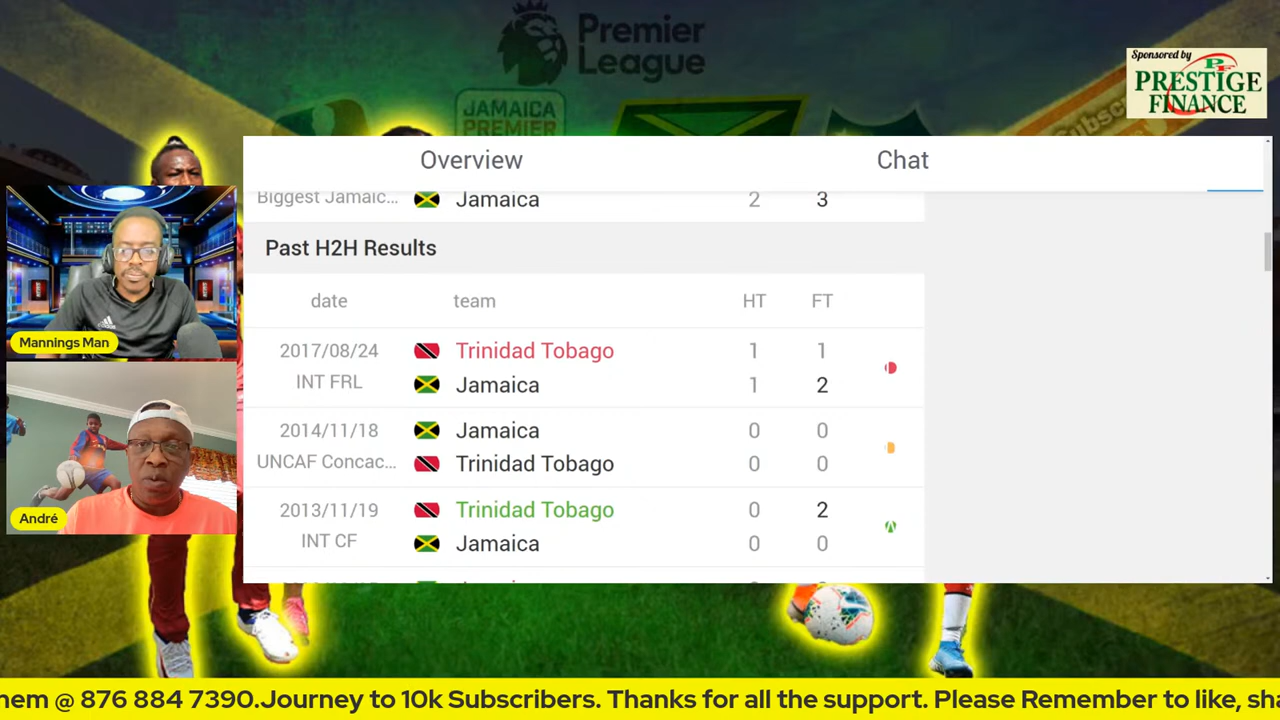 Premier
League
JAMAICA
PREMIER
Sponsored by
PF
PRESTIGE
FINANCE
Subsc
Overview
Chat
Biggest Jamaic...
Jamaica
2
3
Past H2H Results
date
team
HT
FT
2017/08/24
Trinidad Tobago
1
1
INT FRL
Jamaica
1
2
2014/11/18
Jamaica
0
0
UNCAF Concac...
Trinidad Tobago
0
0
2013/11/19
Trinidad Tobago
0
2
INT CF
Jamaica
0
0
Mannings Man
André
hem @ 876 884 7390.Journey to 10k Subscribers. Thanks for all the support. Please Remember to like, sha